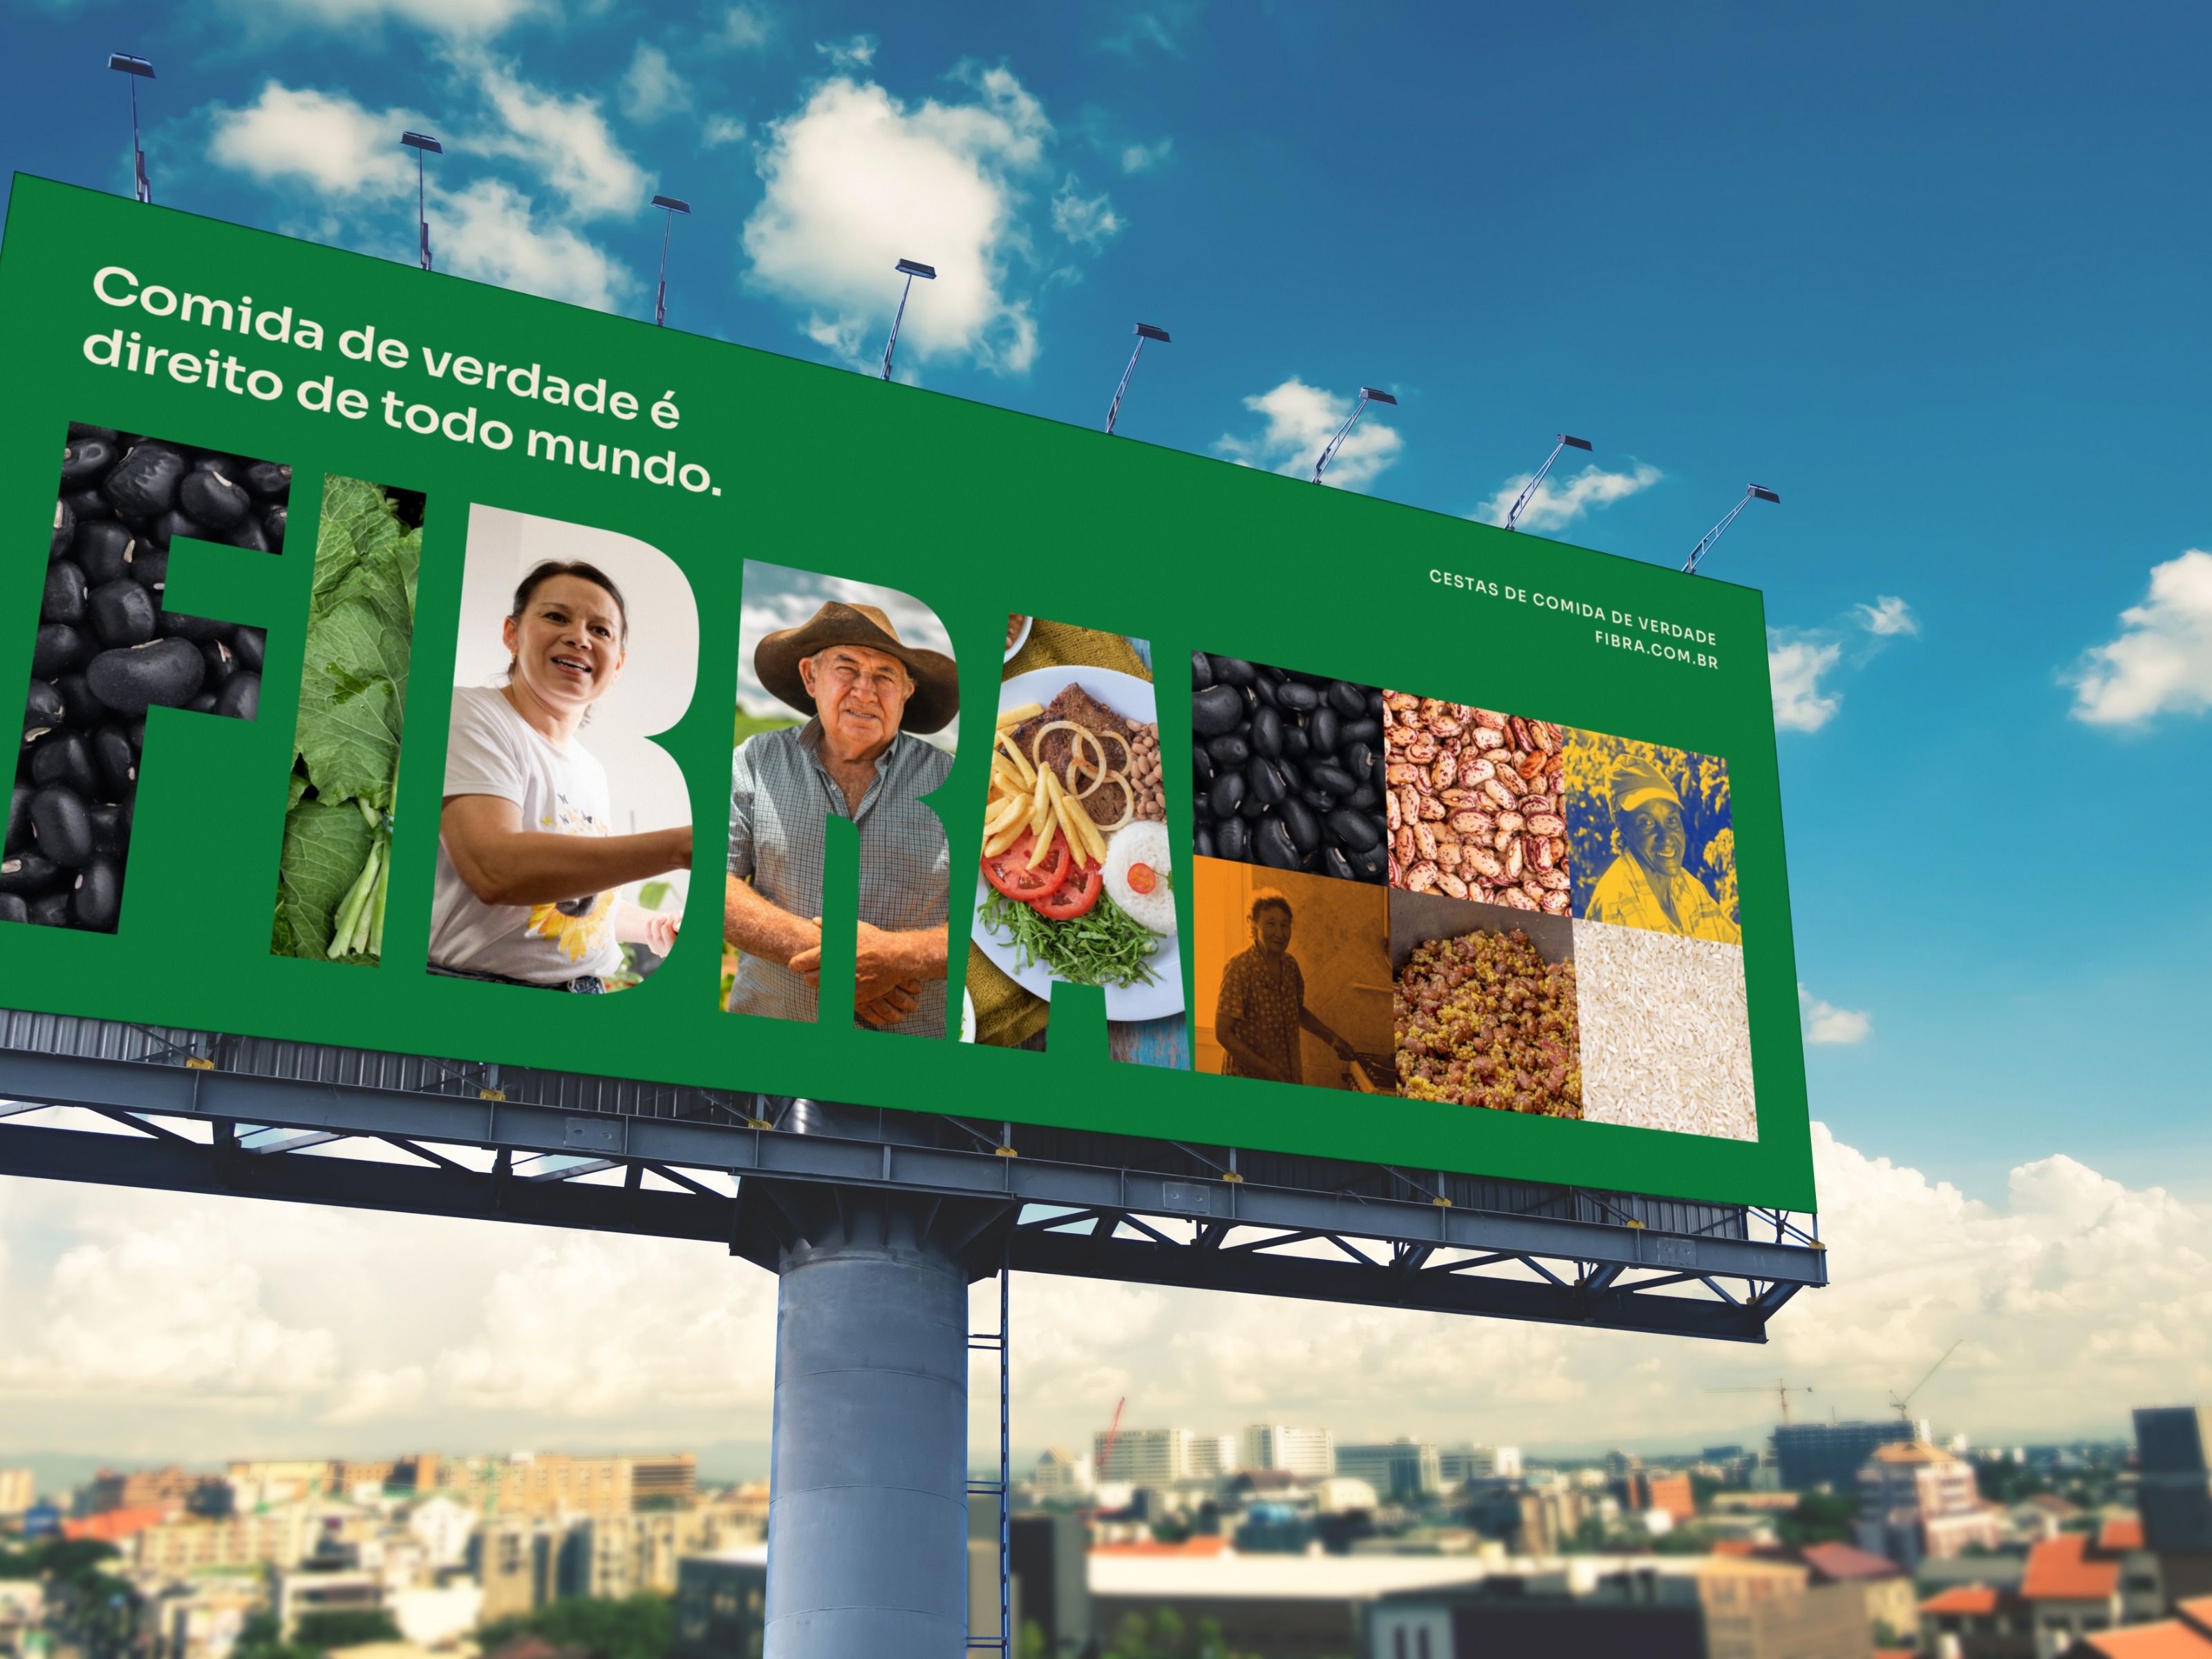 Comida de verdade é
direito de todo mundo.
FIBRA
CESTAS DE COMIDA DE VERDADE
FIBRA.COM.BR